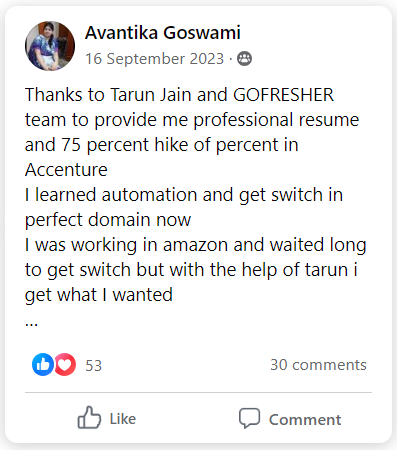 Avantika Goswami
16 September 2023 ·
Thanks to Tarun Jain and GOFRESHER
team to provide me professional resume
and 75 percent hike of percent in
Accenture
I learned automation and get switch in
perfect domain now
I was working in amazon and waited long
to get switch but with the help of tarun i
get what I wanted
...
53 30 comments
Like Comment